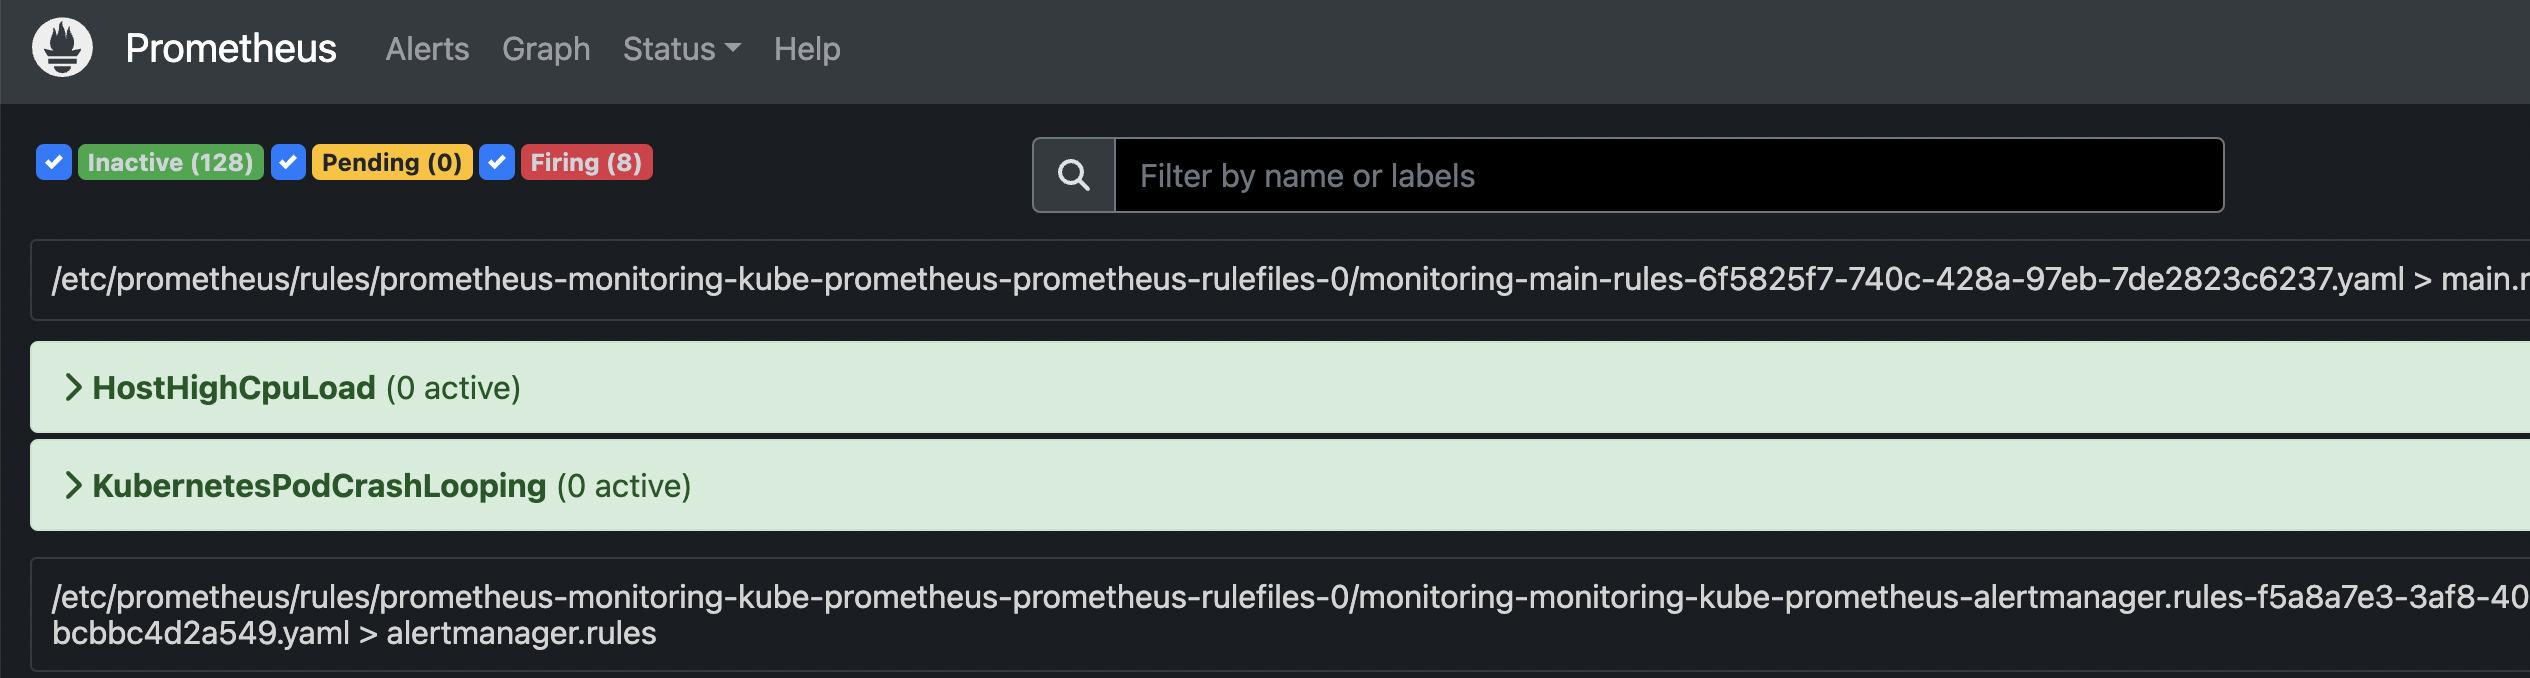 Prometheus Alerts Graph Status Help
Inactive (128) Pending (0) Firing (8) Filter by name or labels
/etc/prometheus/rules/prometheus-monitoring-kube-prometheus-prometheus-rulefiles-0/monitoring-main-rules-6f5825f7-740c-428a-97eb-7de2823c6237.yaml > main.r
HostHighCpuLoad (0 active)
KubernetesPodCrashLooping (0 active)
/etc/prometheus/rules/prometheus-monitoring-kube-prometheus-prometheus-rulefiles-0/monitoring-monitoring-kube-prometheus-alertmanager.rules-f5a8a7e3-3af8-40
bcbbc4d2a549.yaml > alertmanager.rules